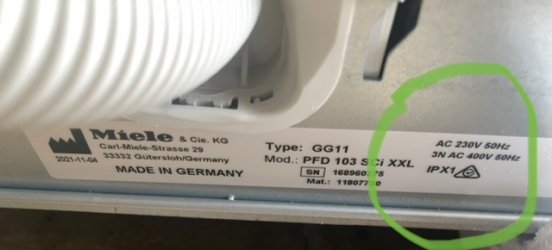 Miele & Cie. KG
Carl-Miele-Strasse 29
33332 Gütersloh/Germany
2021-11-04
MADE IN GERMANY
Type: GG11
Mod.: PFD 103 SCi XXL
SN
Mat.:
AC 230V 50Hz
3N AC 400V 50Hz
IPX1